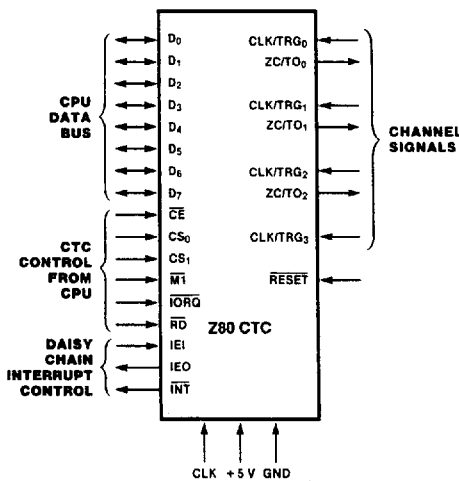 CPU
DATA
BUS
D0
D1
D2
D3
D4
D5
D6
D7
CTC
CONTROL
FROM
CPU
CE
CS0
CS1
M1
IORQ
RD
DAISY
CHAIN
INTERRUPT
CONTROL
IEI
IEO
INT
Z80 CTC
CLK/TRG0
ZC/TO0
CLK/TRG1
ZC/TO1
CLK/TRG2
ZC/TO2
CLK/TRG3
RESET
CHANNEL
SIGNALS
CLK +5 V GND